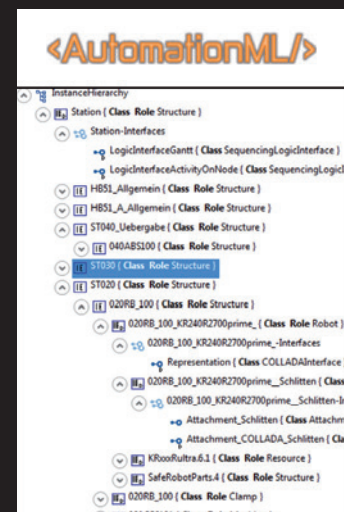 <AutomationML/>
InstanceHierarchy
Station { Class Role Structure }
Station-Interfaces
LogicInterfaceGantt { Class SequencingLogicInterface }
LogicInterfaceActivityOnNode { Class SequencingLogicI
HB51_Allgemein { Class Role Structure }
HB51_A_Allgemein { Class Role Structure }
ST040_Uebergabe { Class Role Structure }
040ABS100 { Class Role Structure }
ST030 { Class Role Structure }
ST020 { Class Role Structure }
020RB_100 { Class Role Structure }
020RB_100_KR240R2700prime_ { Class Role Robot }
020RB_100_KR240R2700prime_-Interfaces
Representation { Class COLLADAInterface }
020RB_100_KR240R2700prime__Schlitten { Class
020RB_100_KR240R2700prime__Schlitten-In
Attachment_Schlitten { Class Attachm
Attachment_COLLADA_Schlitten { Cla
KRxxxRultra.6.1 { Class Role Resource }
SafeRobotParts.4 { Class Role Structure }
020RB_100 { Class Role Clamp }